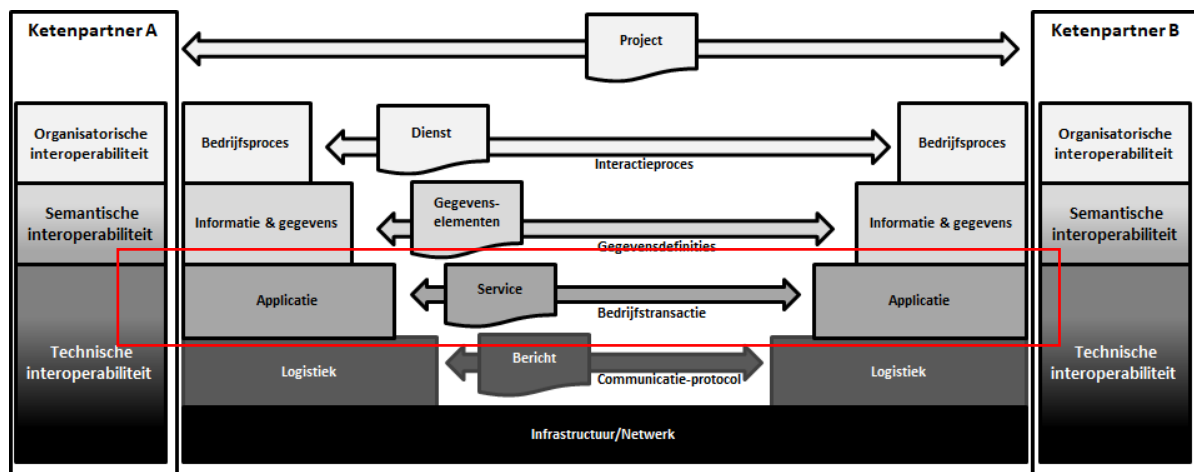 Ketenpartner A
Project
Ketenpartner B
Organisatorische
interoperabiliteit
Bedrijfsproces
Dienst
Interactieproces
Bedrijfsproces
Organisatorische
interoperabiliteit
Semantische
interoperabiliteit
Informatie & gegevens
Gegevens-
elementen
Gegevensdefinities
Informatie & gegevens
Semantische
interoperabiliteit
Applicatie
Service
Bedrijfstransactie
Applicatie
Technische
interoperabiliteit
Logistiek
Bericht
Communicatie-protocol
Logistiek
Technische
interoperabiliteit
Infrastructuur/Netwerk